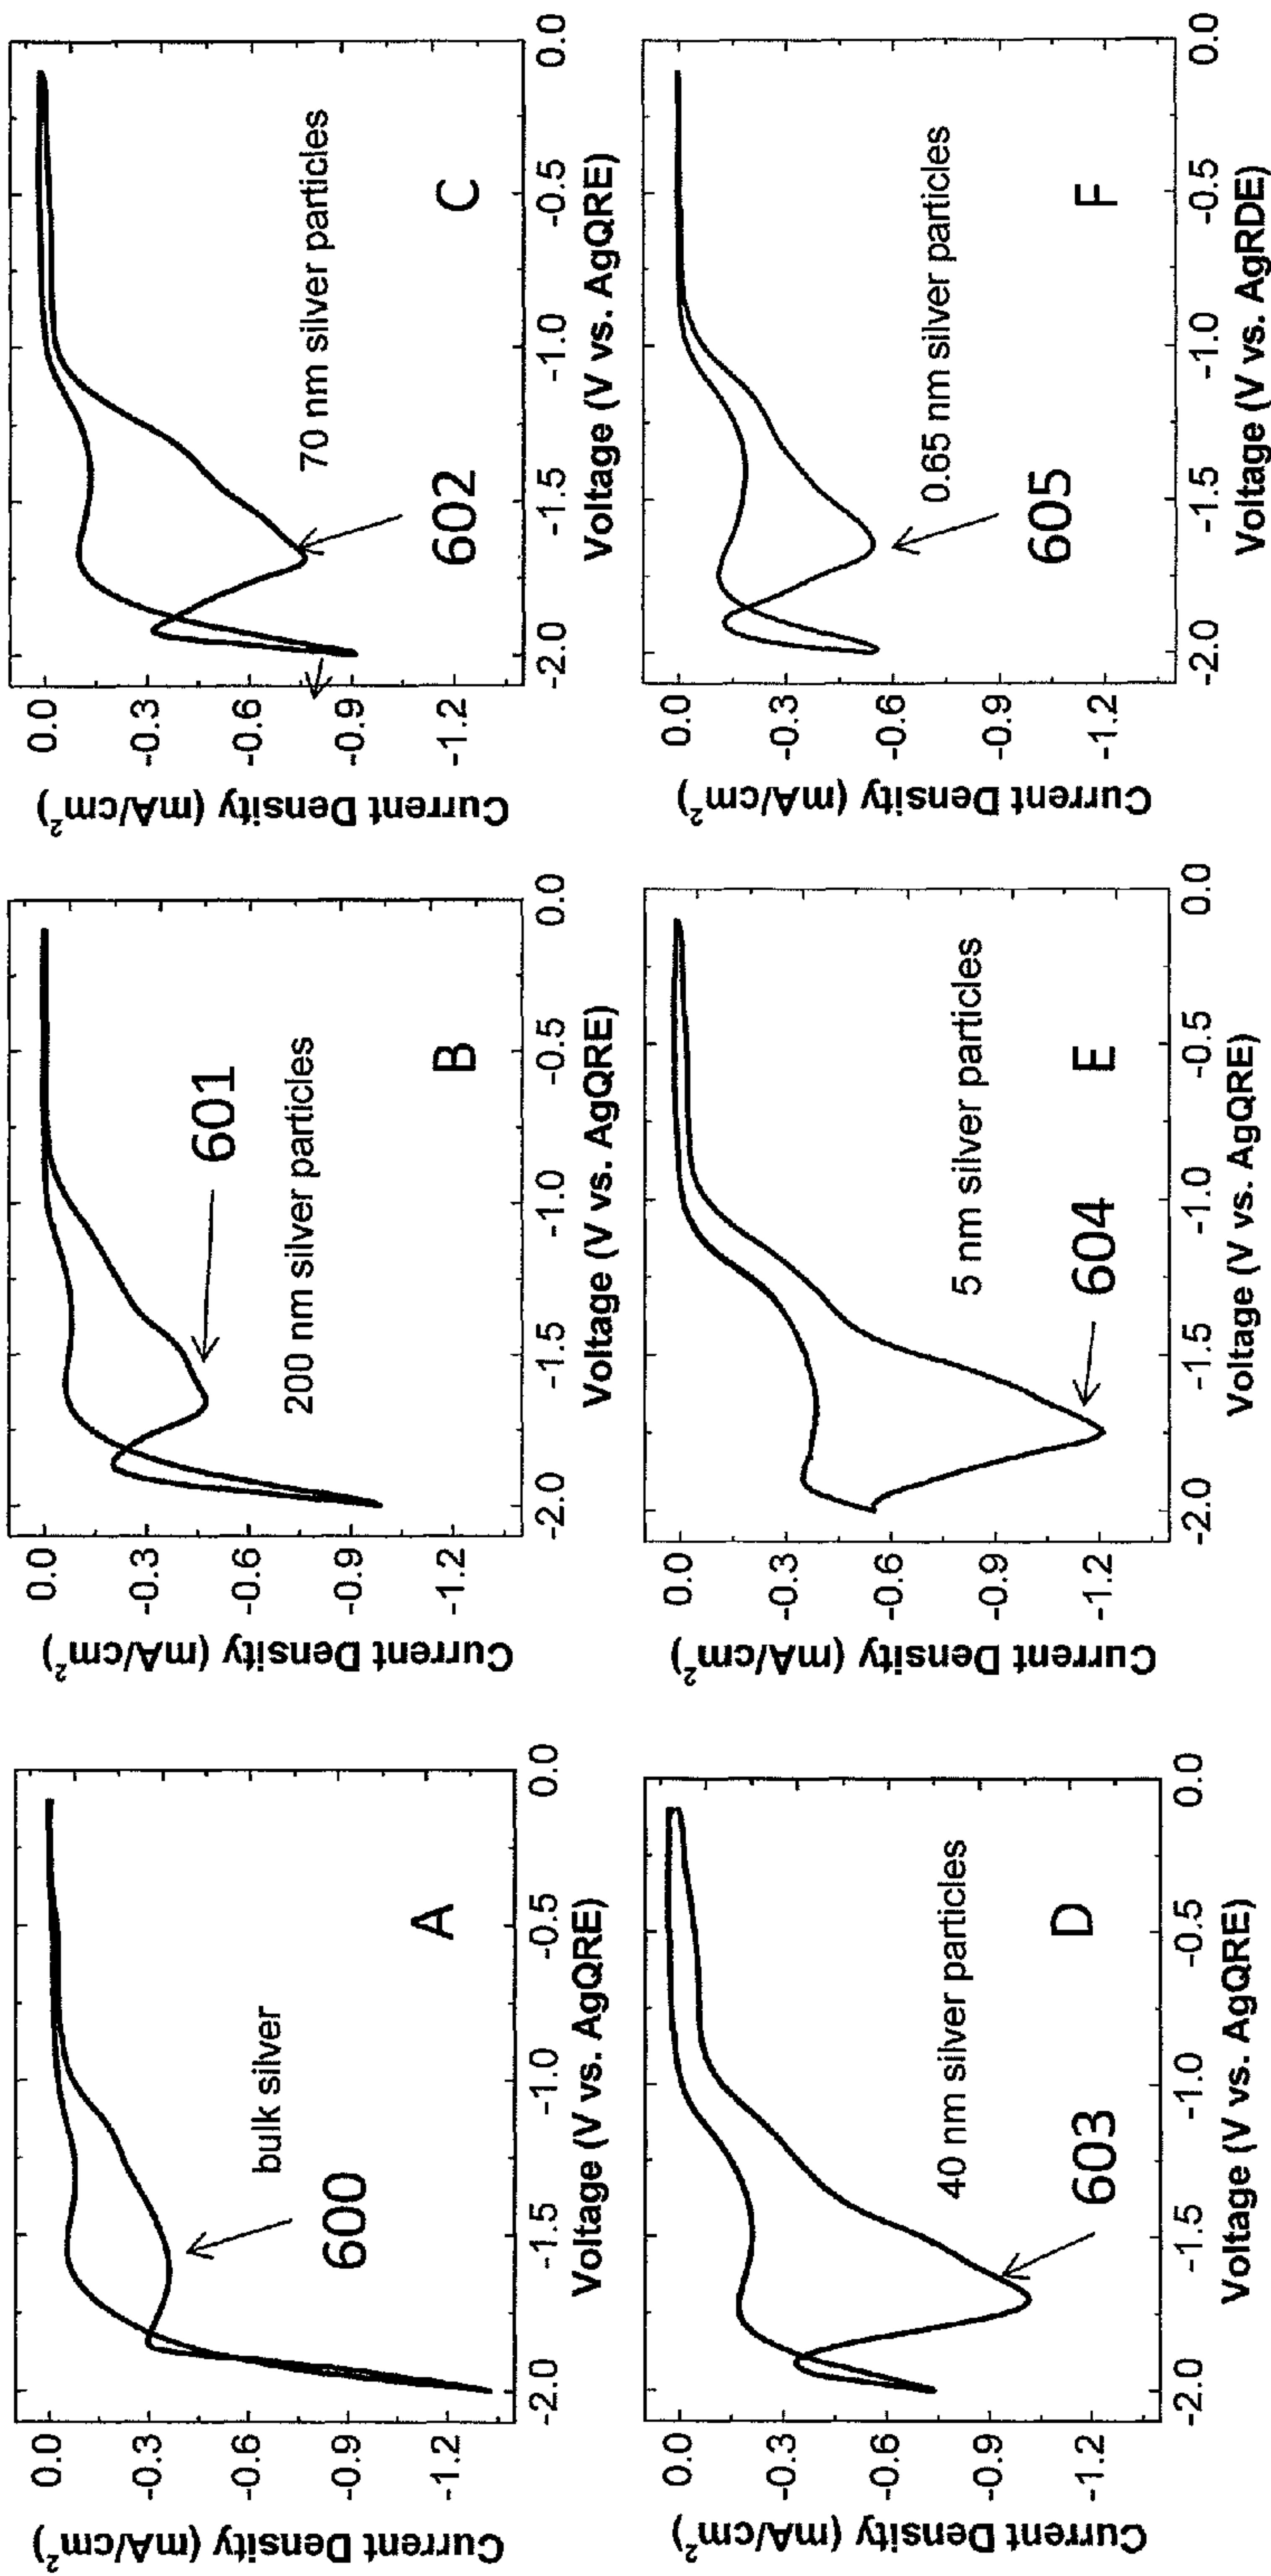 0.0
-0.3
-0.6
-0.9
-1.2
Current Density (mA/cm²)
bulk silver
600
A
-2.0 -1.5 -1.0 -0.5 0.0
Voltage (V vs. AgQRE)
0.0
-0.3
-0.6
-0.9
-1.2
Current Density (mA/cm²)
601
200 nm silver particles
B
-2.0 -1.5 -1.0 -0.5 0.0
Voltage (V vs. AgQRE)
0.0
-0.3
-0.6
-0.9
-1.2
Current Density (mA/cm²)
70 nm silver particles
602
C
-2.0 -1.5 -1.0 -0.5 0.0
Voltage (V vs. AgQRE)
0.0
-0.3
-0.6
-0.9
-1.2
Current Density (mA/cm²)
40 nm silver particles
603
D
-2.0 -1.5 -1.0 -0.5 0.0
Voltage (V vs. AgQRE)
0.0
-0.3
-0.6
-0.9
-1.2
Current Density (mA/cm²)
5 nm silver particles
604
E
-2.0 -1.5 -1.0 -0.5 0.0
Voltage (V vs. AgQRE)
0.0
-0.3
-0.6
-0.9
-1.2
Current Density (mA/cm²)
0.65 nm silver particles
605
F
-2.0 -1.5 -1.0 -0.5 0.0
Voltage (V vs. AgRDE)